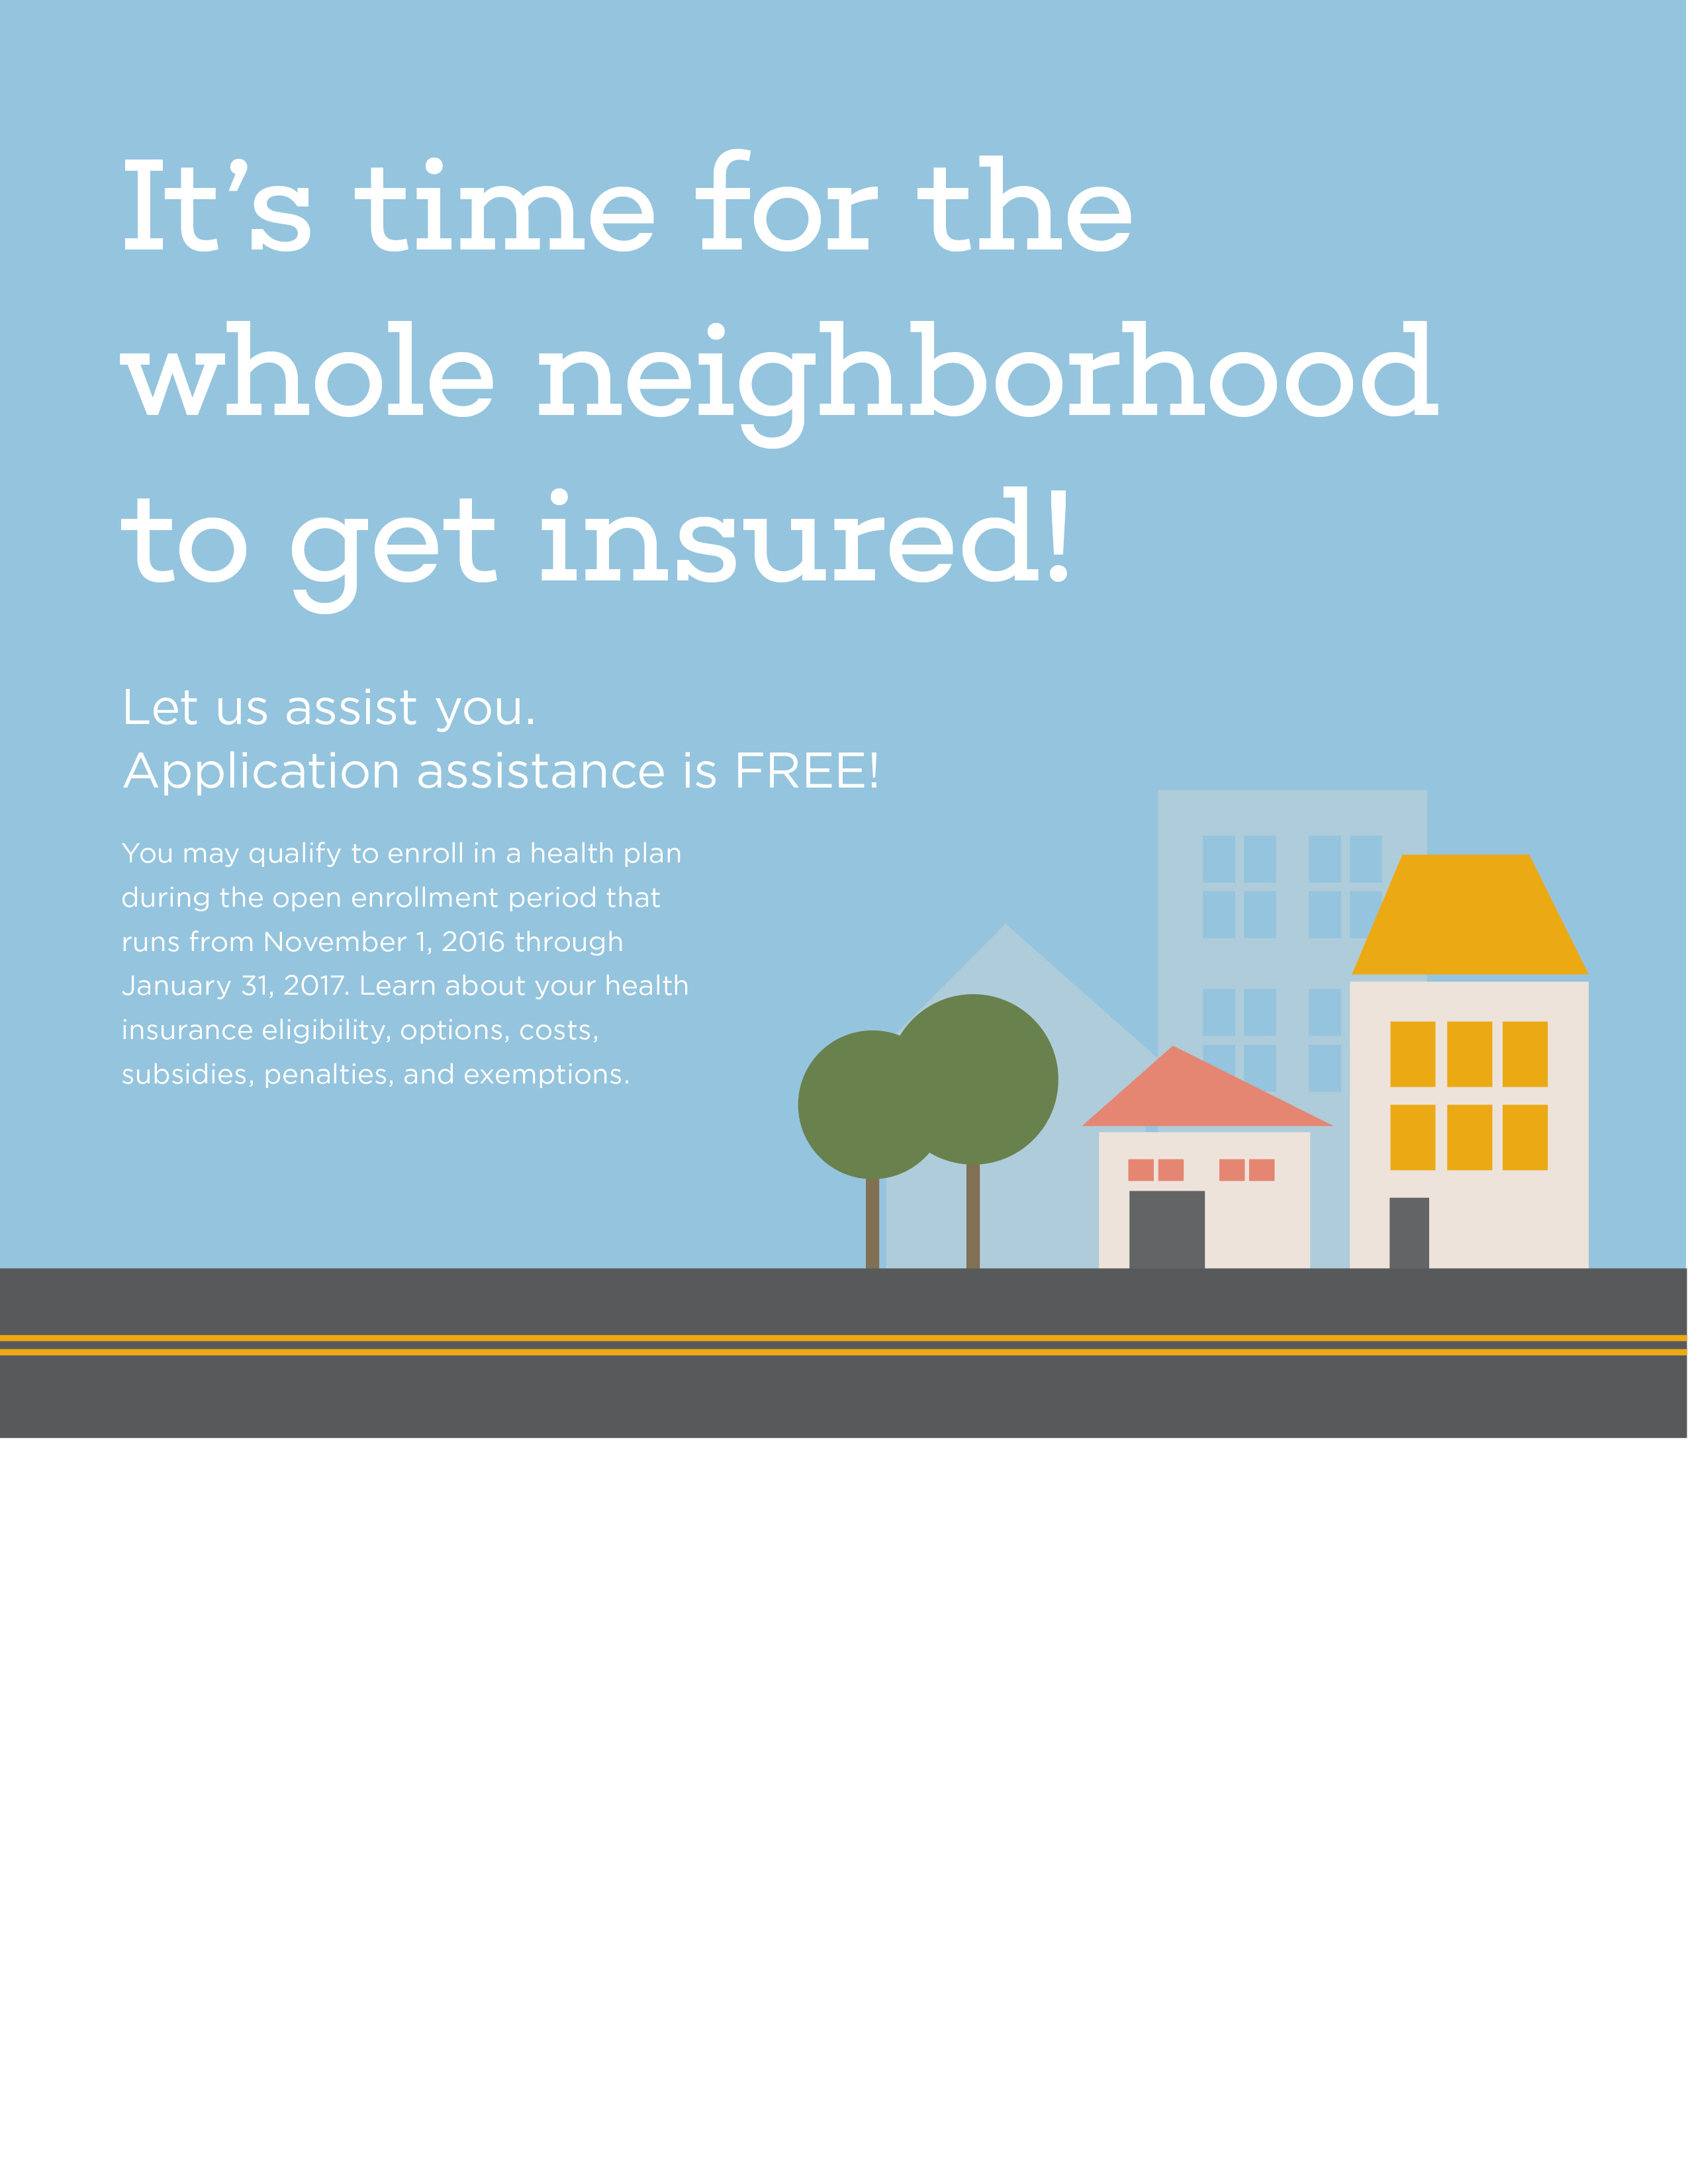 It’s time for the
whole neighborhood
to get insured!
Let us assist you.
Application assistance is FREE!
You may qualify to enroll in a health plan
during the open enrollment period that
runs from November 1, 2016 through
January 31, 2017. Learn about your health
insurance eligibility, options, costs,
subsidies, penalties, and exemptions.